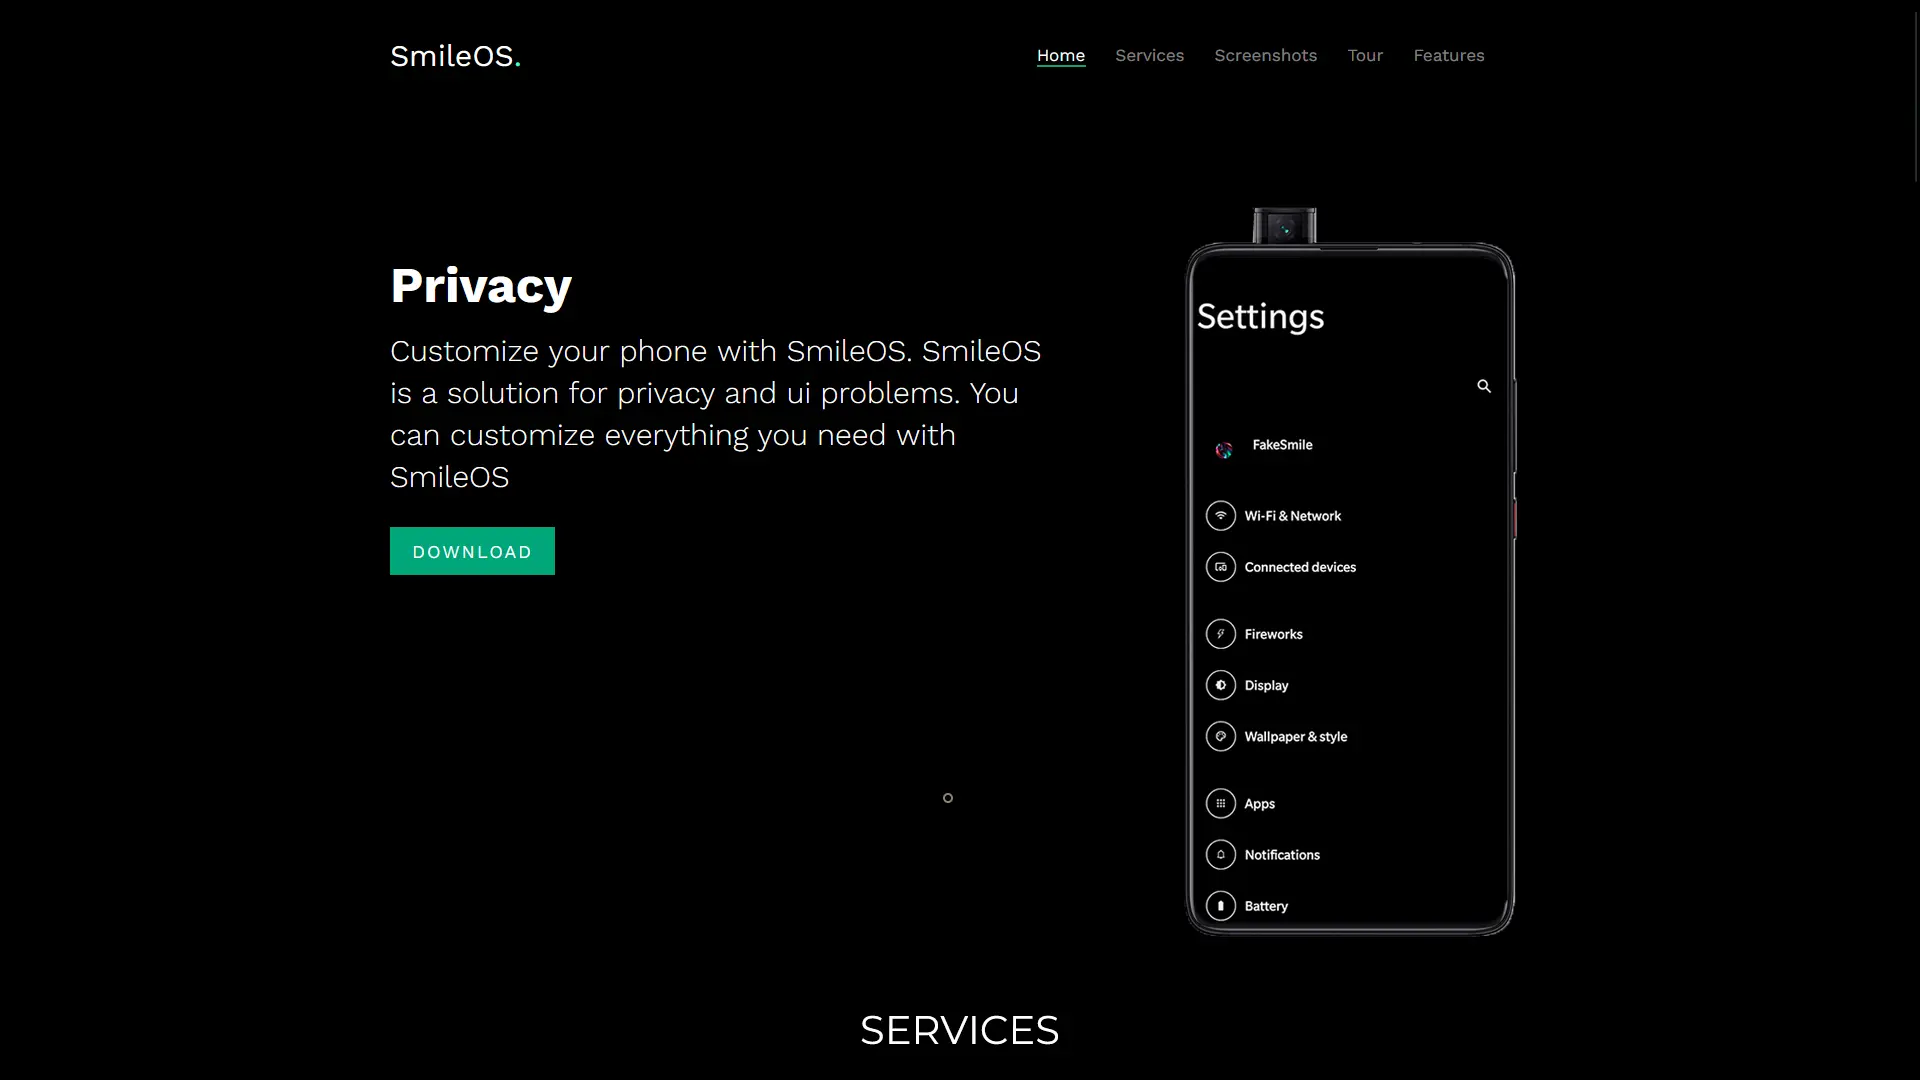 SmileOS.
Home Services Screenshots Tour Features
Privacy
Customize your phone with SmileOS. SmileOS
is a solution for privacy and ui problems. You
can customize everything you need with
SmileOS
DOWNLOAD
Settings
FakeSmile
Wi-Fi & Network
Connected devices
Fireworks
Display
Wallpaper & style
Apps
Notifications
Battery
SERVICES